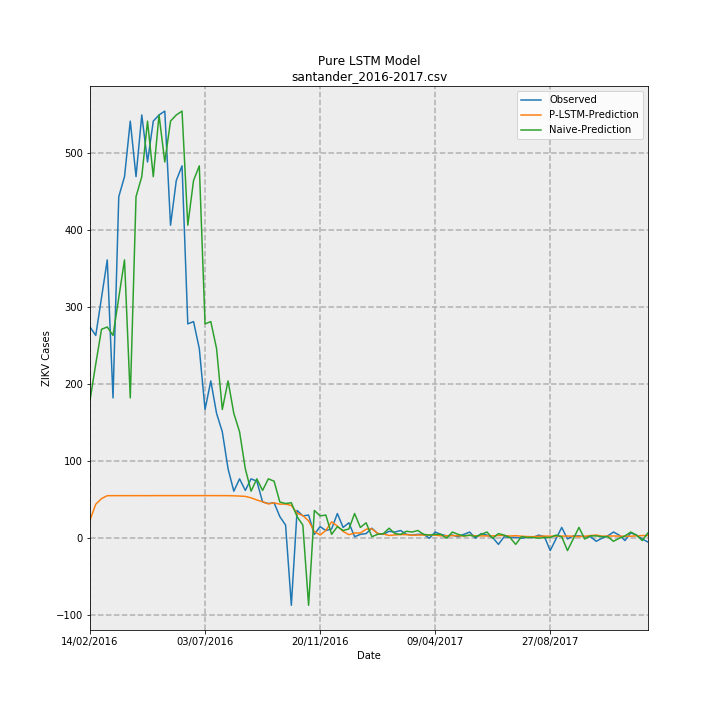 Pure LSTM Model
santander_2016-2017.csv
Observed
P-LSTM-Prediction
Naive-Prediction
ZIKV Cases
500
400
300
200
100
0
−100
14/02/2016
03/07/2016
20/11/2016
09/04/2017
27/08/2017
Date